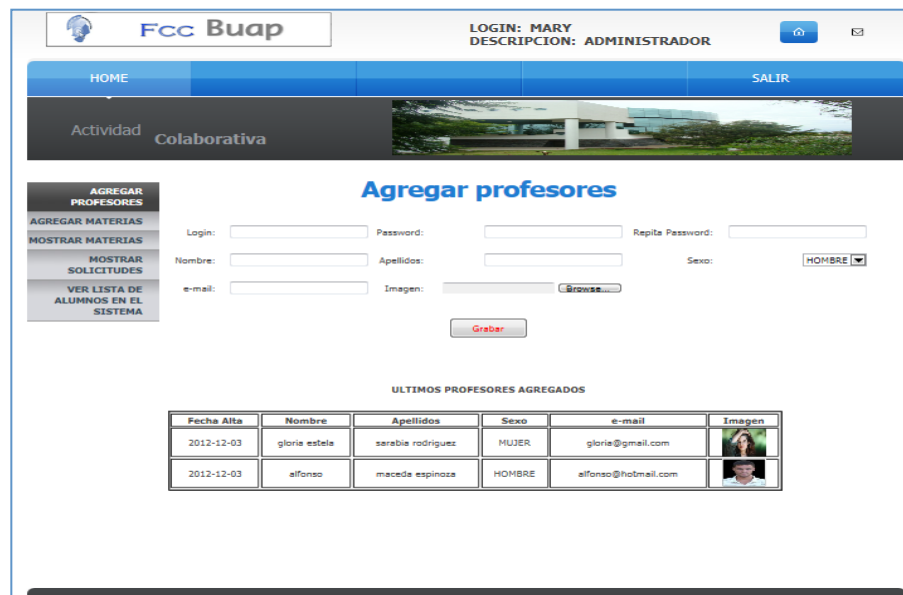 Fcc Buap
LOGIN: MARY
DESCRIPCION: ADMINISTRADOR
HOME
SALIR
Actividad Colaborativa
AGREGAR
PROFESORES
AGREGAR MATERIAS
MOSTRAR MATERIAS
MOSTRAR
SOLICITUDES
VER LISTA DE
ALUMNOS EN EL
SISTEMA
Agregar profesores
Login: Password: Repita Password:
Nombre: Apellidos: Sexo: HOMBRE
e-mail: Imagen: Browse...
Grabar
ULTIMOS PROFESORES AGREGADOS
Fecha Alta Nombre Apellidos Sexo e-mail Imagen
2012-12-03 gloria estela sarabia rodriguez MUJER gloria@gmail.com
2012-12-03 alfonso maceda espinoza HOMBRE alfonso@hotmail.com